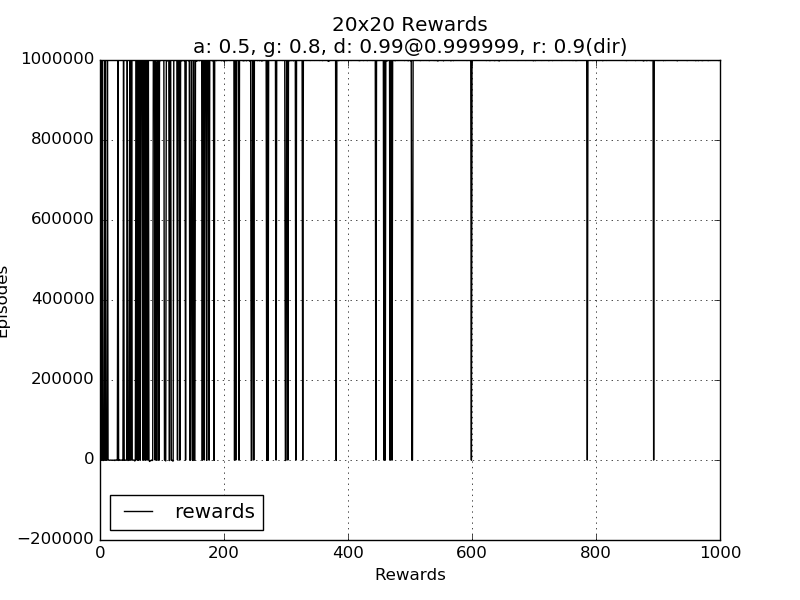 20x20 Rewards
a: 0.5, g: 0.8, d: 0.99@0.999999, r: 0.9(dir)
1000000
800000
600000
400000
200000
0
−200000
Episodes
rewards
0 200 400 600 800 1000
Rewards